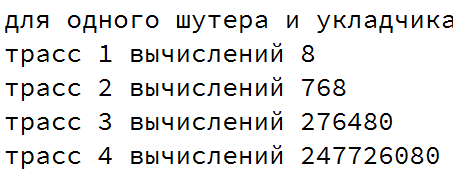 для одного шутера и укладчика
трасс 1 вычислений 8
трасс 2 вычислений 768
трасс 3 вычислений 276480
трасс 4 вычислений 247726080